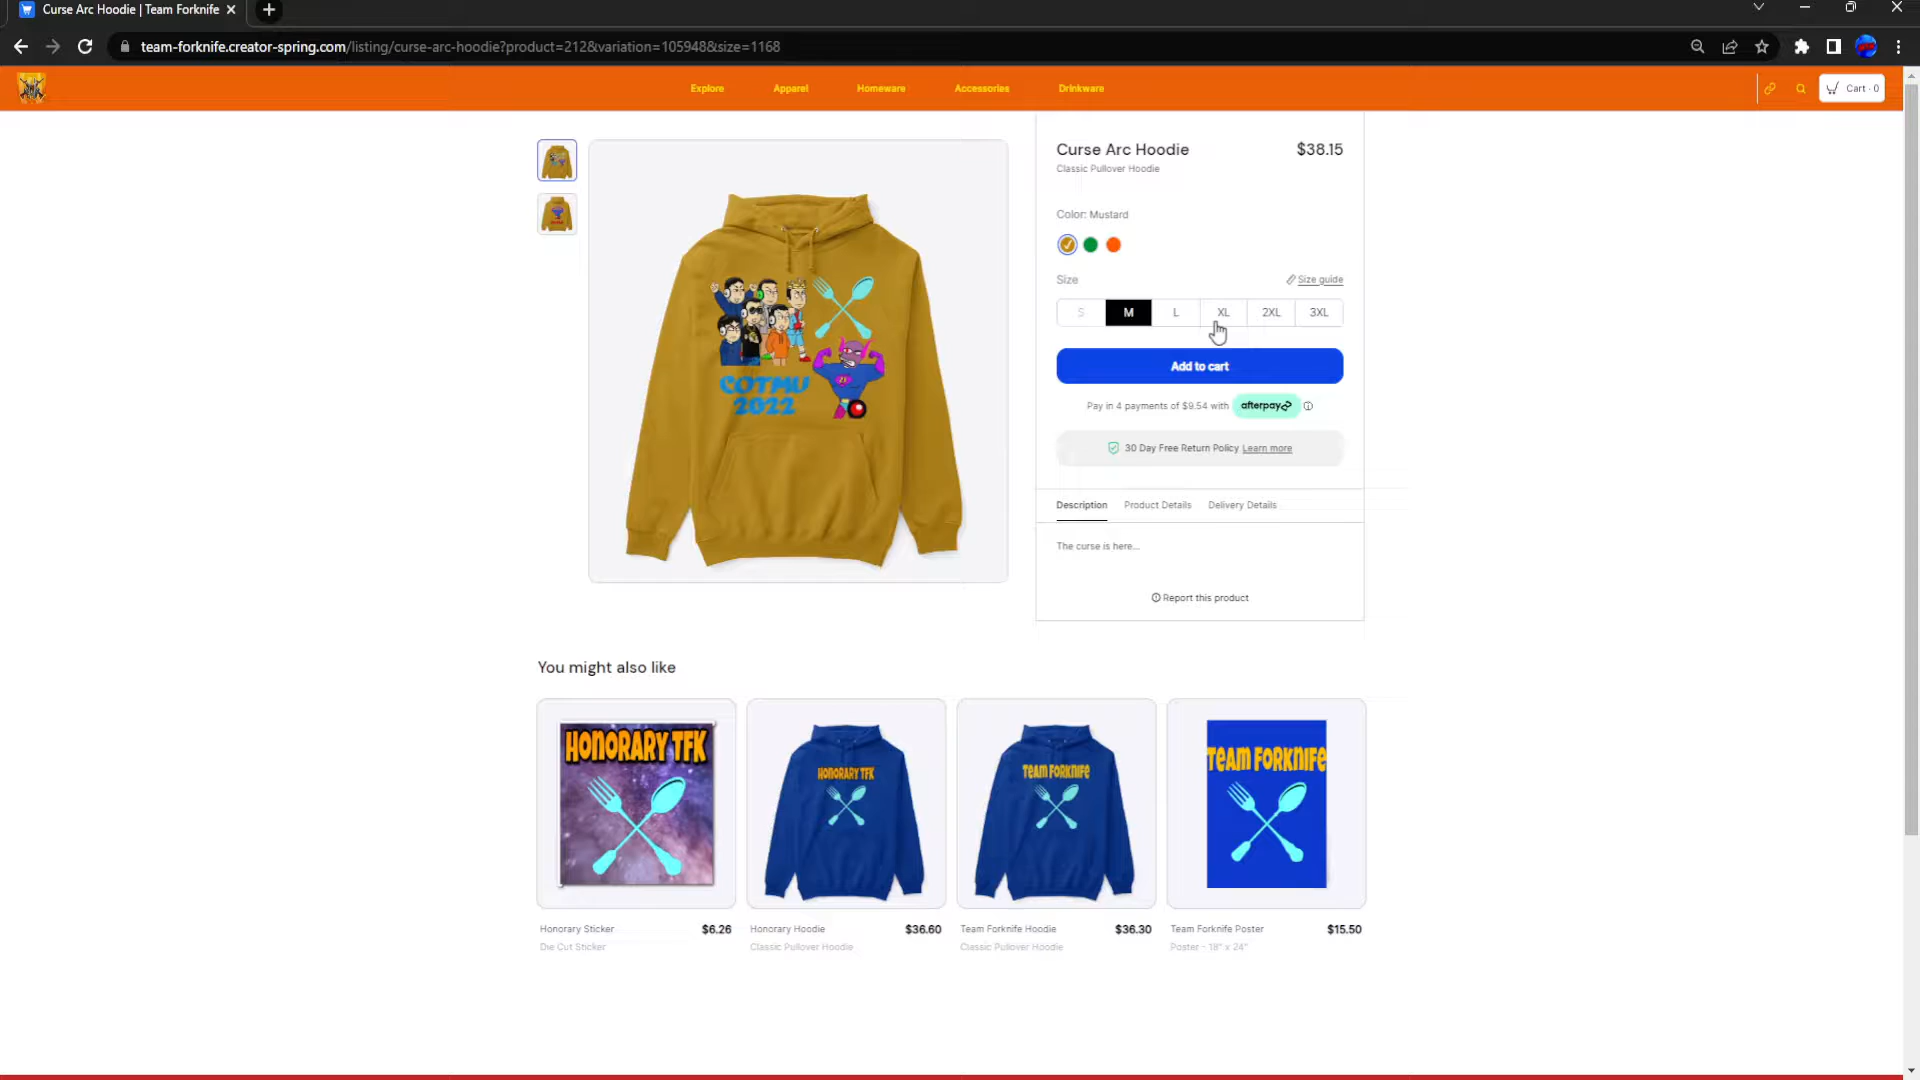 Curse Arc Hoodie | Team Forknife
team-forknife.creator-spring.com/listing/curse-arc-hoodie?product=212&variation=105948&size=1168
Explore
Apparel
Homeware
Accessories
Drinkware
Cart · 0
COTMU
2022
Curse Arc Hoodie
$38.15
Classic Pullover Hoodie
Color: Mustard
Size
Size guide
S
M
L
XL
2XL
3XL
Add to cart
Pay in 4 payments of $9.54 with afterpay
30 Day Free Return Policy Learn more
Description
Product Details
Delivery Details
The curse is here...
Report this product
You might also like
HONORARY TFK
HONORARY TFK
TEAM FORKNIFE
TEAM FORKNIFE
Honorary Sticker
$6.26
Die Cut Sticker
Honorary Hoodie
$36.60
Classic Pullover Hoodie
Team Forknife Hoodie
$36.30
Classic Pullover Hoodie
Team Forknife Poster
$15.50
Poster - 18" x 24"